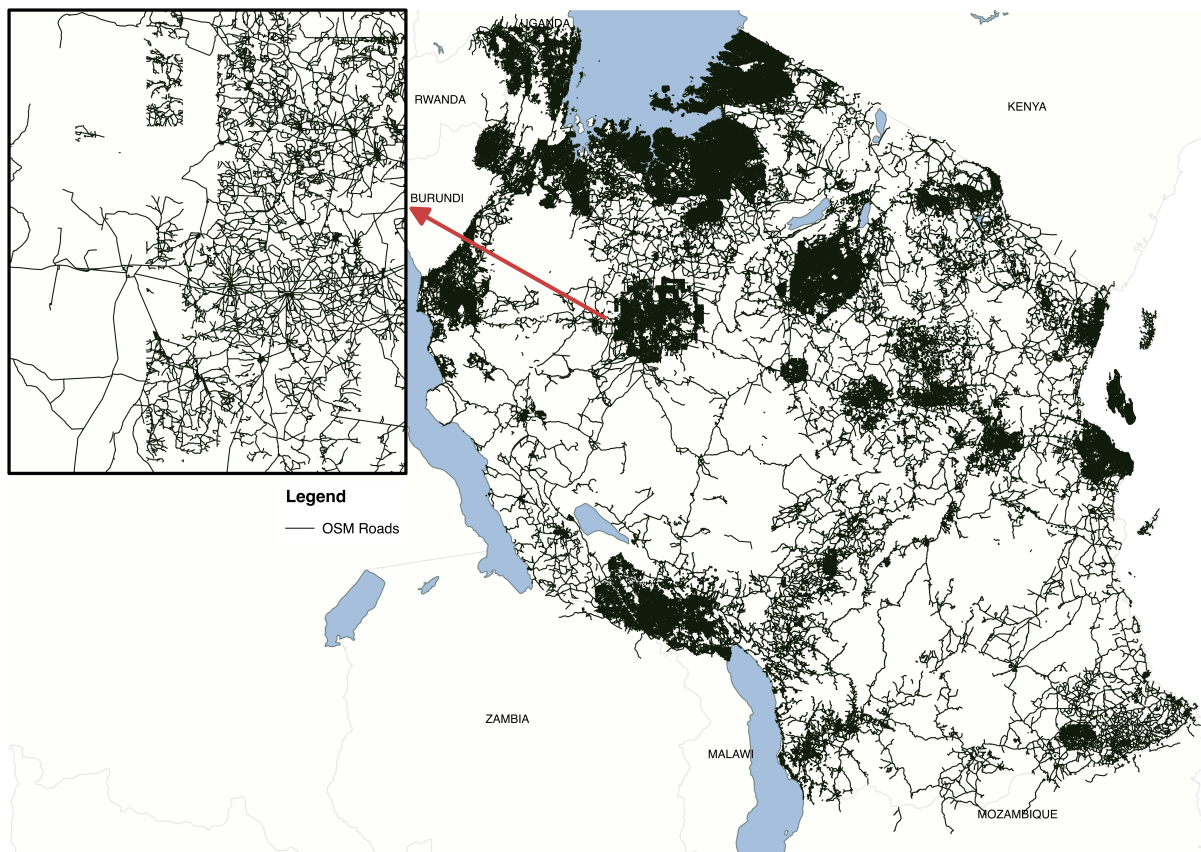 UGANDA
RWANDA
KENYA
BURUNDI
Legend
OSM Roads
ZAMBIA
MALAWI
MOZAMBIQUE